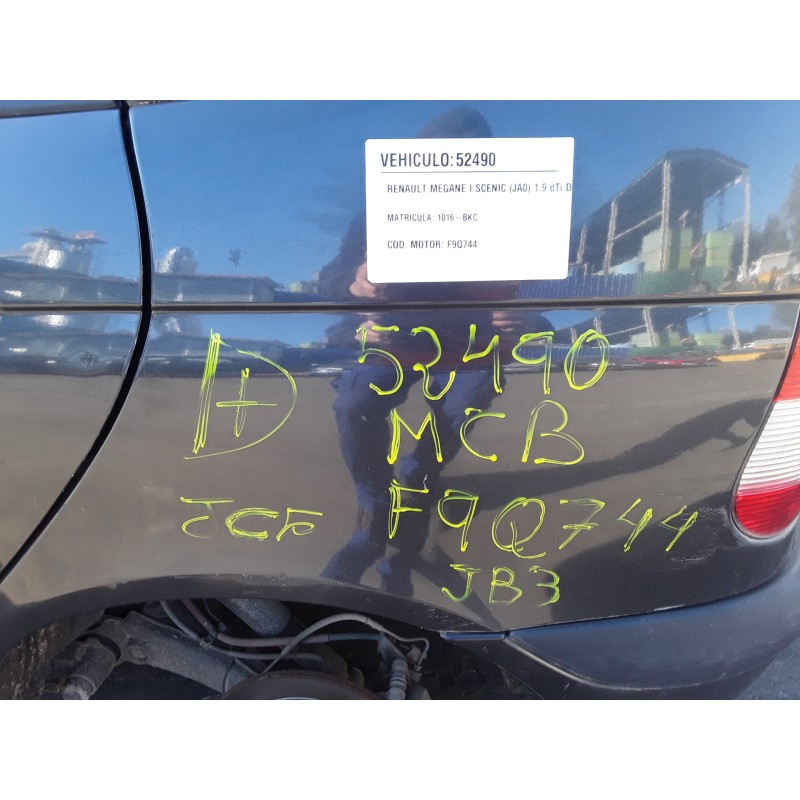 VEHICULO: 52490
RENAULT MEGANE I SCENIC (JA0) 1.9 dTi D
MATRICULA: 1016-BKC
COD. MOTOR: F9Q744
D+ 52490
MCB
F9Q744
JB3